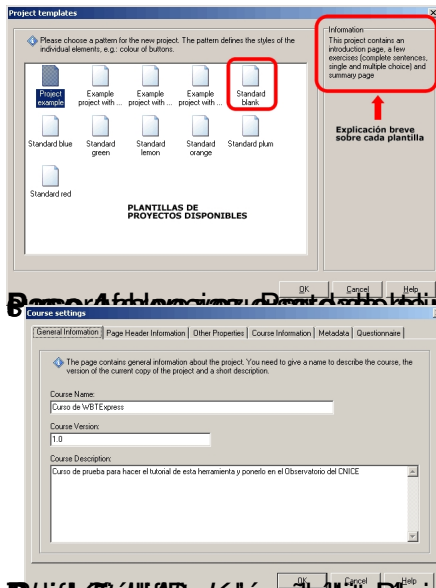 Project templates
Please choose a pattern for the new project. The pattern defines the styles of the
individual elements, e.g.: colour of buttons.
Information
This project contains an
introduction page, a few
exercises (complete sentences,
single and multiple choice) and
summary page
Project
example
Example
project with ...
Example
project with ...
Example
project with ...
Standard
blank
Explicación breve
sobre cada plantilla
Standard blue
Standard
green
Standard
lemon
Standard
orange
Standard plum
Standard red
PLANTILLAS DE
PROYECTOS DISPONIBLES
OK
Cancel
Help
Course settings
General Information
Page Header Information
Other Properties
Course Information
Metadata
Questionnaire
The page contains general information about the project. You need to give a name to describe the course, the
version of the current copy of the project and a short description.
Course Name:
Curso de WBTExpress
Course Version:
1.0
Course Description:
Curso de prueba para hacer el tutorial de esta herramienta y ponerlo en el Observatorio del CNICE
OK
Cancel
Help